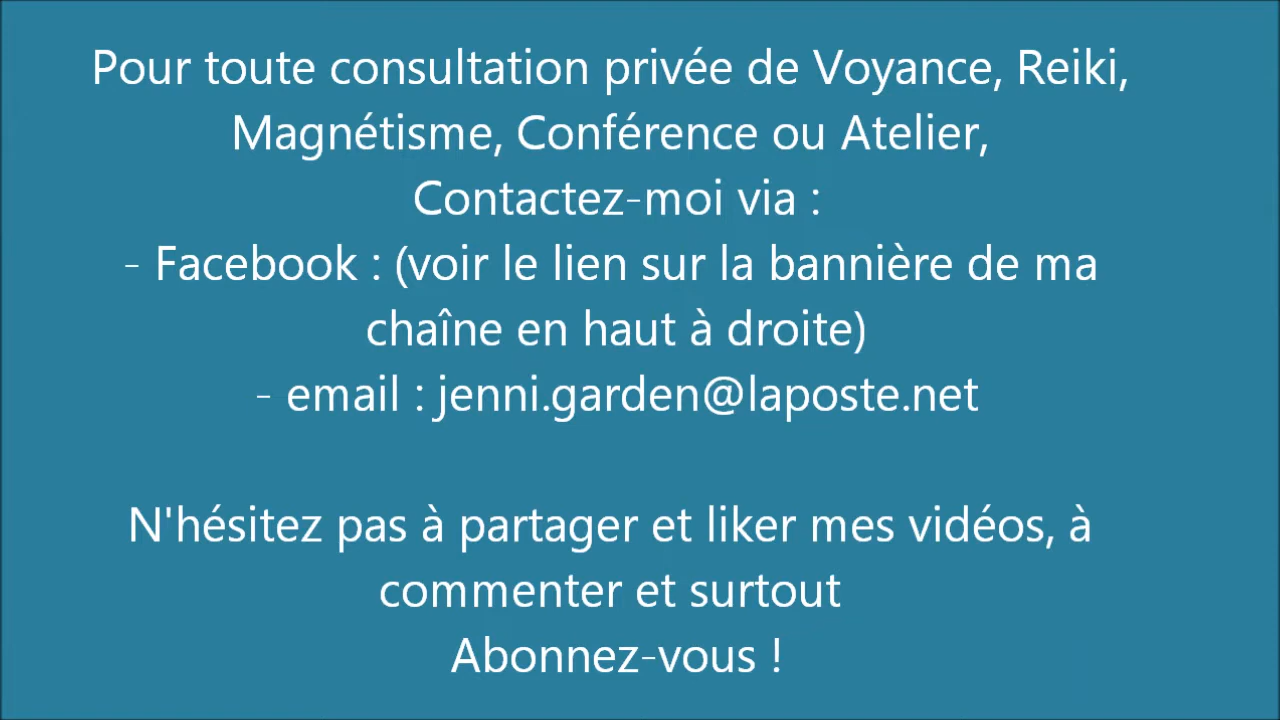 Pour toute consultation privée de Voyance, Reiki,
Magnétisme, Conférence ou Atelier,
Contactez-moi via :
- Facebook : (voir le lien sur la bannière de ma
chaîne en haut à droite)
- email : jenni.garden@laposte.net
N'hésitez pas à partager et liker mes vidéos, à
commenter et surtout
Abonnez-vous !